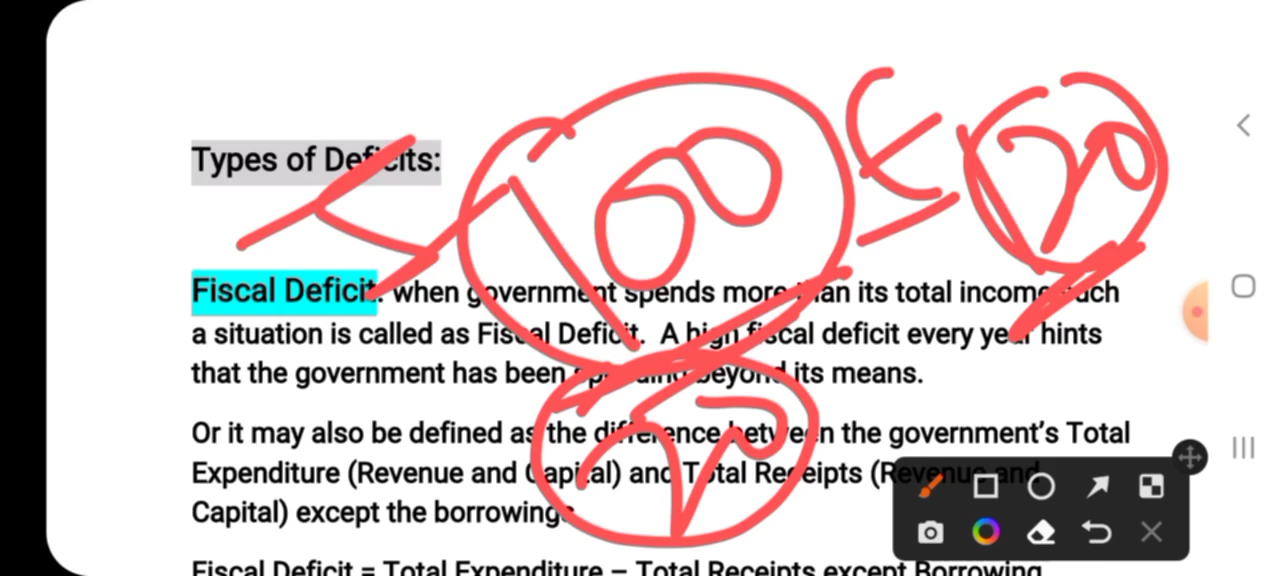 Types of Deficits:
100
Fiscal Deficit: when government spends more than its total income such
a situation is called as Fiscal Deficit. A high fiscal deficit every year hints
that the government has been spending beyond its means.
Or it may also be defined as the difference between the government's Total
Expenditure (Revenue and Capital) and Total Receipts (Revenue and
Capital) except the borrowings
Fiscal Deficit = Total Expenditure – Total Receipts except Borrowing